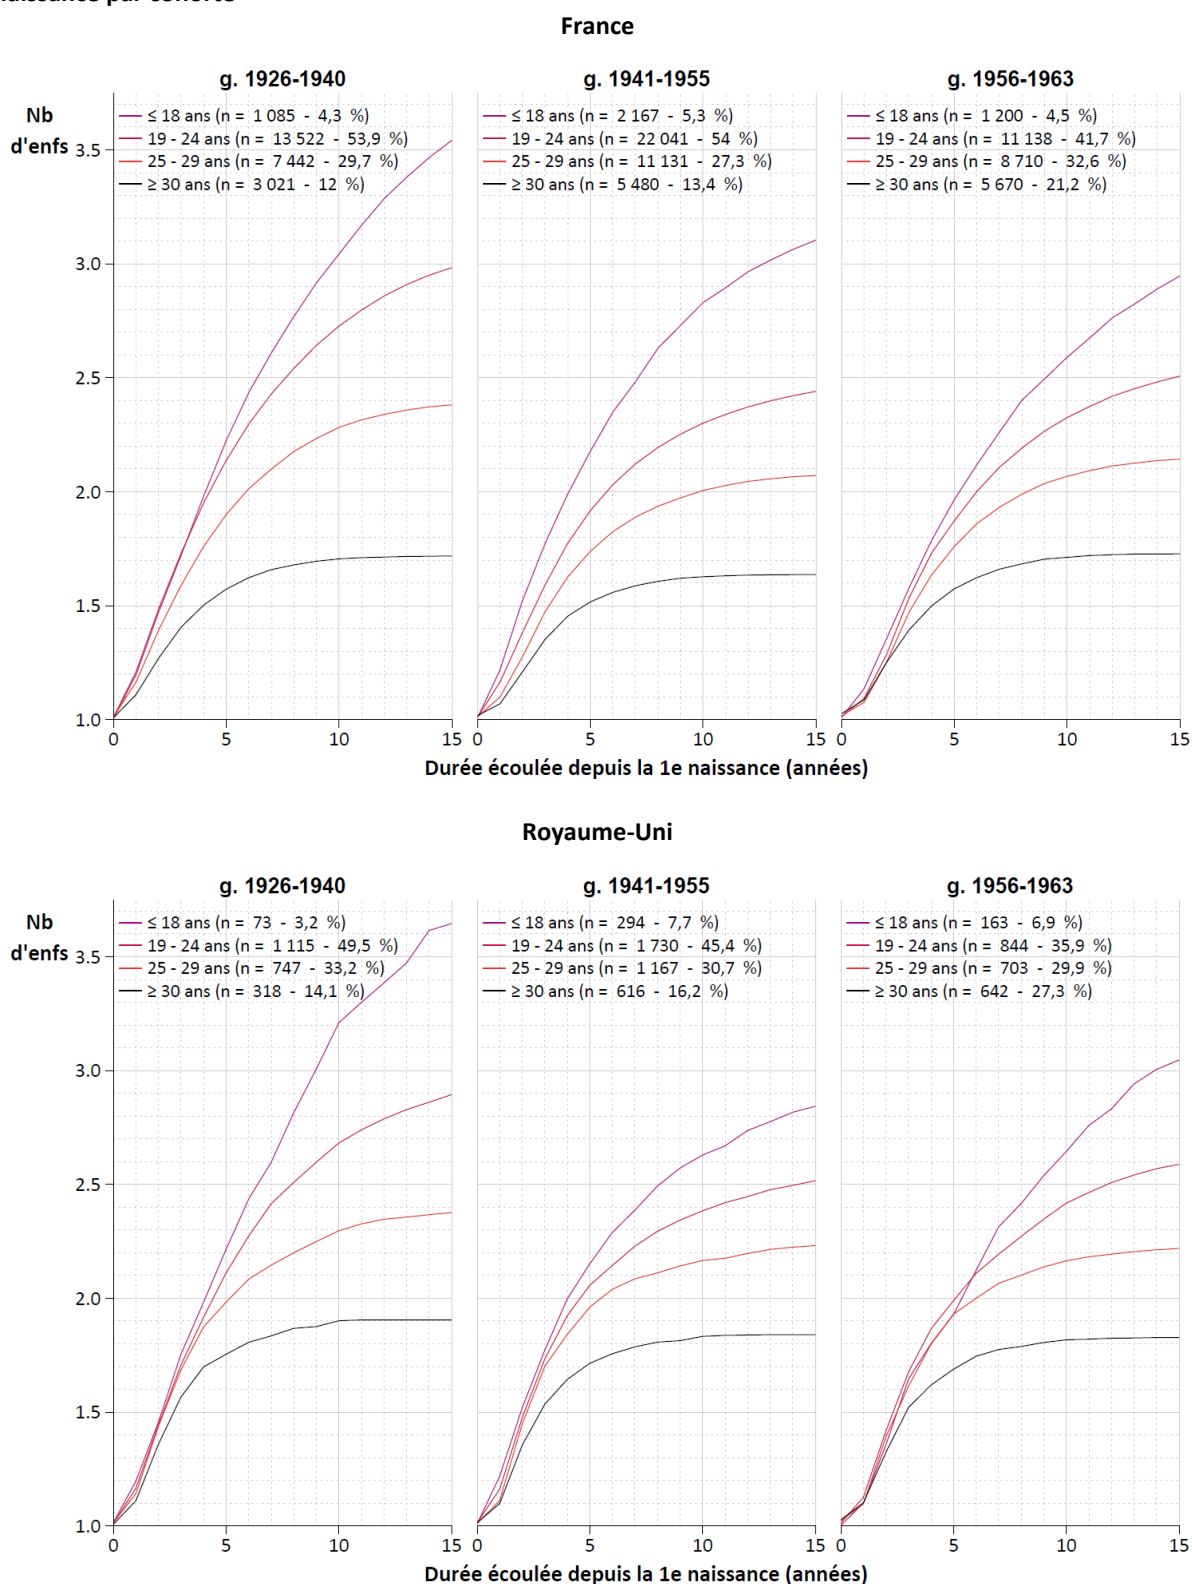 naissance par cohorte
France
g. 1926-1940
g. 1941-1955
g. 1956-1963
Nb
d'enfs
≤ 18 ans (n = 1 085 - 4,3 %)
19 - 24 ans (n = 13 522 - 53,9 %)
25 - 29 ans (n = 7 442 - 29,7 %)
≥ 30 ans (n = 3 021 - 12 %)
≤ 18 ans (n = 2 167 - 5,3 %)
19 - 24 ans (n = 22 041 - 54 %)
25 - 29 ans (n = 11 131 - 27,3 %)
≥ 30 ans (n = 5 480 - 13,4 %)
≤ 18 ans (n = 1 200 - 4,5 %)
19 - 24 ans (n = 11 138 - 41,7 %)
25 - 29 ans (n = 8 710 - 32,6 %)
≥ 30 ans (n = 5 670 - 21,2 %)
3.5
3.0
2.5
2.0
1.5
1.0
0 5 10 15
0 5 10 15
0 5 10 15
Durée écoulée depuis la 1e naissance (années)
Royaume-Uni
g. 1926-1940
g. 1941-1955
g. 1956-1963
Nb
d'enfs
≤ 18 ans (n = 73 - 3,2 %)
19 - 24 ans (n = 1 115 - 49,5 %)
25 - 29 ans (n = 747 - 33,2 %)
≥ 30 ans (n = 318 - 14,1 %)
≤ 18 ans (n = 294 - 7,7 %)
19 - 24 ans (n = 1 730 - 45,4 %)
25 - 29 ans (n = 1 167 - 30,7 %)
≥ 30 ans (n = 616 - 16,2 %)
≤ 18 ans (n = 163 - 6,9 %)
19 - 24 ans (n = 844 - 35,9 %)
25 - 29 ans (n = 703 - 29,9 %)
≥ 30 ans (n = 642 - 27,3 %)
3.5
3.0
2.5
2.0
1.5
1.0
0 5 10 15
0 5 10 15
0 5 10 15
Durée écoulée depuis la 1e naissance (années)